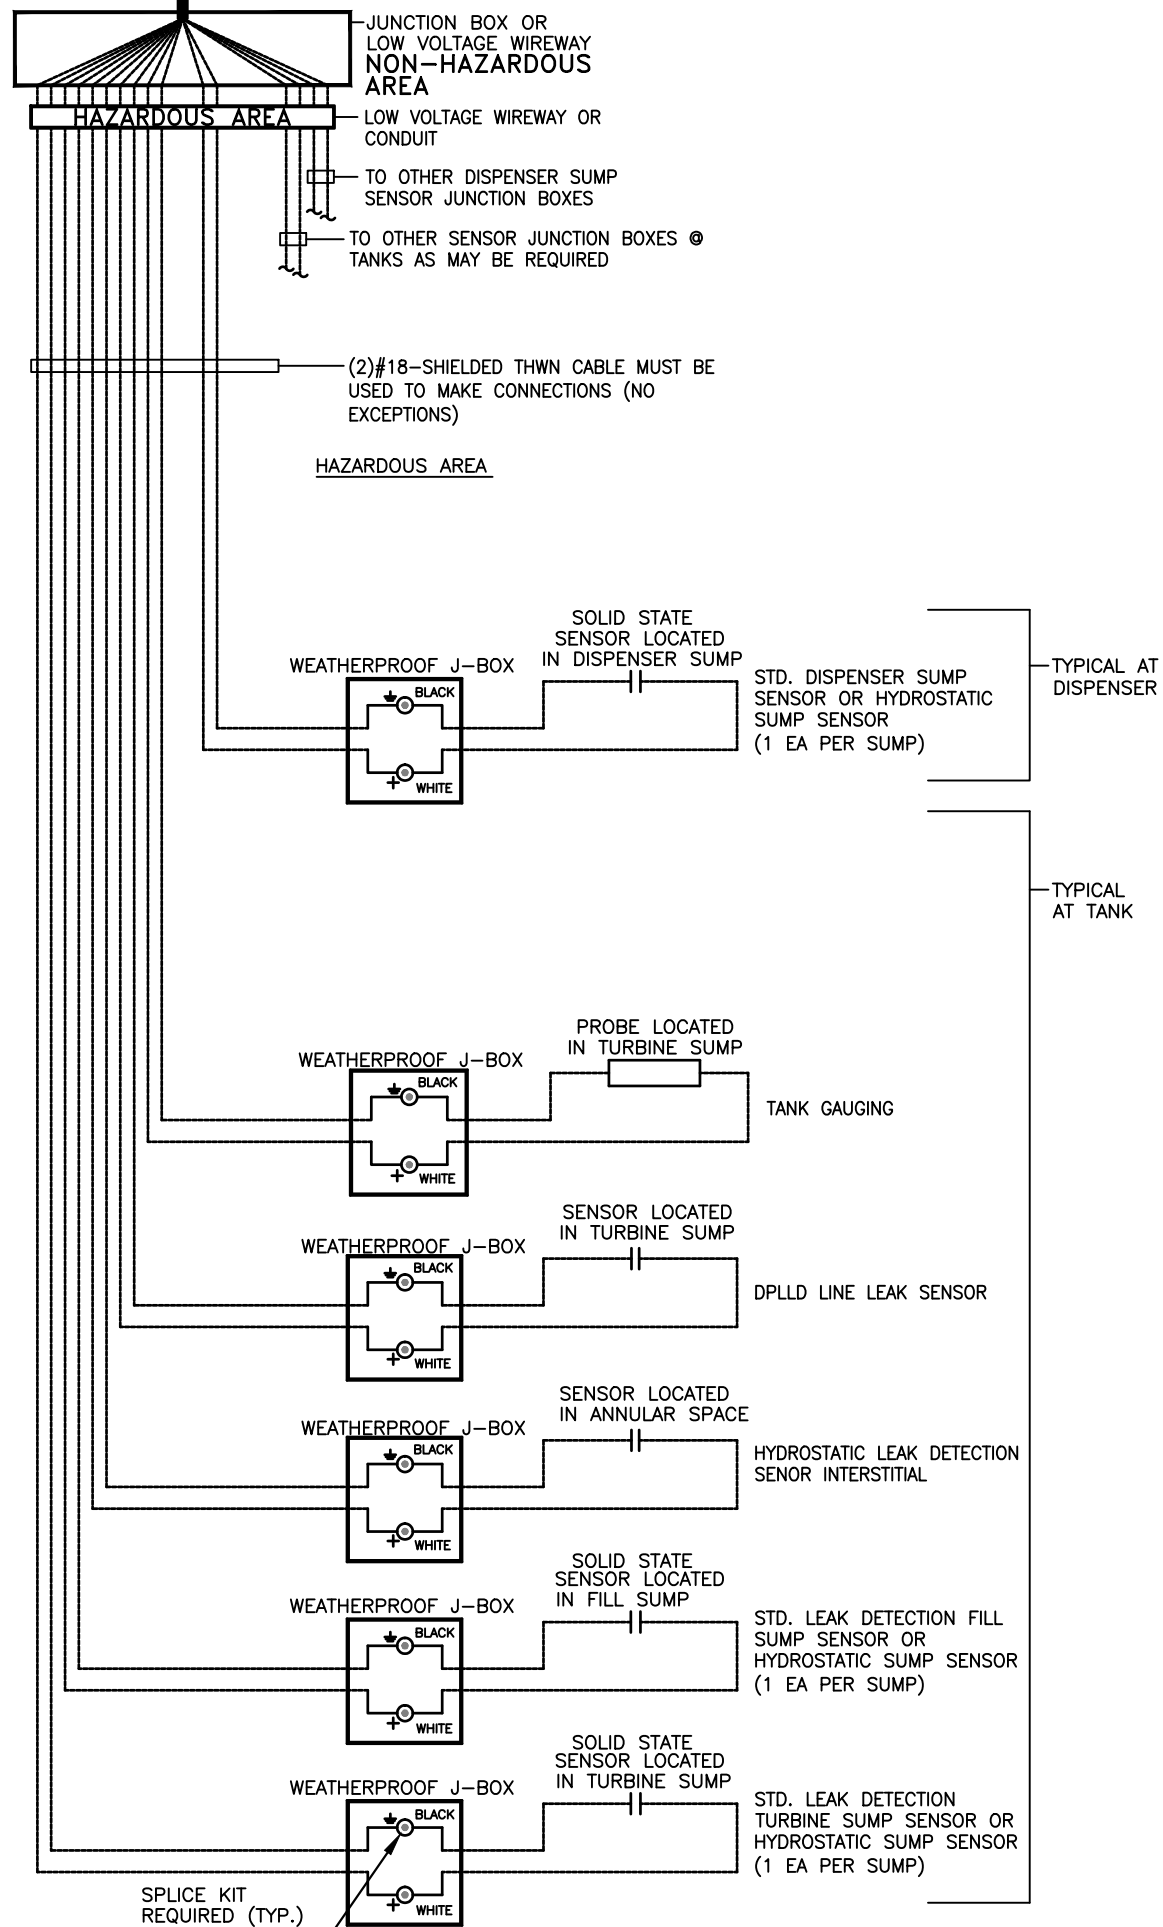 JUNCTION BOX OR
LOW VOLTAGE WIREWAY
NON-HAZARDOUS
AREA
HAZARDOUS AREA
LOW VOLTAGE WIREWAY OR
CONDUIT
TO OTHER DISPENSER SUMP
SENSOR JUNCTION BOXES
TO OTHER SENSOR JUNCTION BOXES @
TANKS AS MAY BE REQUIRED
(2)#18-SHIELDED THWN CABLE MUST BE
USED TO MAKE CONNECTIONS (NO
EXCEPTIONS)
HAZARDOUS AREA
SOLID STATE
SENSOR LOCATED
IN DISPENSER SUMP
WEATHERPROOF J-BOX
BLACK
+
WHITE
STD. DISPENSER SUMP
SENSOR OR HYDROSTATIC
SUMP SENSOR
(1 EA PER SUMP)
TYPICAL AT
DISPENSER
TYPICAL
AT TANK
PROBE LOCATED
IN TURBINE SUMP
WEATHERPROOF J-BOX
BLACK
+
WHITE
TANK GAUGING
SENSOR LOCATED
IN TURBINE SUMP
WEATHERPROOF J-BOX
BLACK
+
WHITE
DPLLD LINE LEAK SENSOR
SENSOR LOCATED
IN ANNULAR SPACE
WEATHERPROOF J-BOX
BLACK
+
WHITE
HYDROSTATIC LEAK DETECTION
SENOR INTERSTITIAL
SOLID STATE
SENSOR LOCATED
IN FILL SUMP
WEATHERPROOF J-BOX
BLACK
+
WHITE
STD. LEAK DETECTION FILL
SUMP SENSOR OR
HYDROSTATIC SUMP SENSOR
(1 EA PER SUMP)
SOLID STATE
SENSOR LOCATED
IN TURBINE SUMP
WEATHERPROOF J-BOX
BLACK
+
WHITE
STD. LEAK DETECTION
TURBINE SUMP SENSOR OR
HYDROSTATIC SUMP SENSOR
(1 EA PER SUMP)
SPLICE KIT
REQUIRED (TYP.)